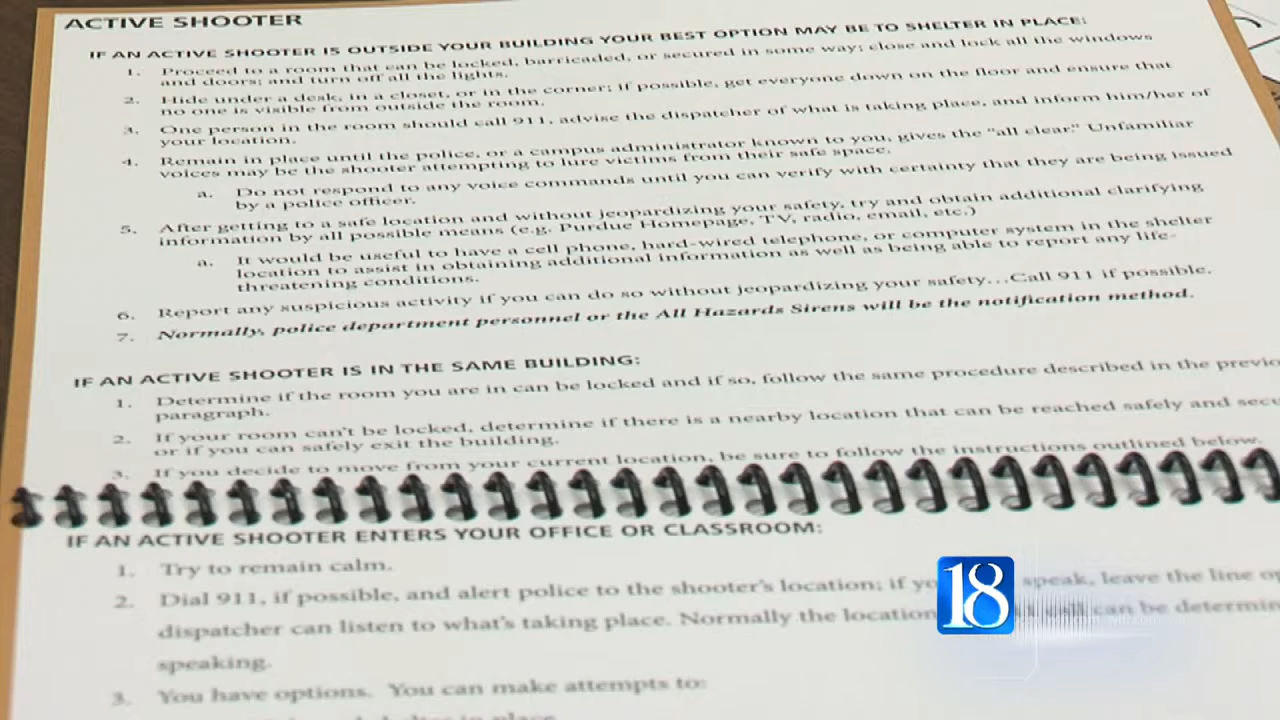 ACTIVE SHOOTER
IF AN ACTIVE SHOOTER IS OUTSIDE YOUR BUILDING YOUR BEST OPTION MAY BE TO SHELTER IN PLACE:
1. Proceed to a room that can be locked, barricaded, or secured in some way; close and lock all the windows
and doors; and turn off all the lights.
2. Hide under a desk, in a closet, or in the corner; if possible, get everyone down on the floor and ensure that
no one is visible from outside the room.
3. One person in the room should call 911, advise the dispatcher of what is taking place, and inform him/her of
your location.
4. Remain in place until the police, or a campus administrator known to you, gives the “all clear.” Unfamiliar
voices may be the shooter attempting to lure victims from their safe space.
a. Do not respond to any voice commands until you can verify with certainty that they are being issued
by a police officer.
5. After getting to a safe location and without jeopardizing your safety, try and obtain additional clarifying
information by all possible means (e.g. Purdue Homepage, TV, radio, email, etc.)
a. It would be useful to have a cell phone, hard-wired telephone, or computer system in the shelter
location to assist in obtaining additional information as well as being able to report any life-
threatening conditions.
6. Report any suspicious activity if you can do so without jeopardizing your safety...Call 911 if possible.
7. Normally, police department personnel or the All Hazards Sirens will be the notification method.
IF AN ACTIVE SHOOTER IS IN THE SAME BUILDING:
1. Determine if the room you are in can be locked and if so, follow the same procedure described in the previo
paragraph.
2. If your room can't be locked, determine if there is a nearby location that can be reached safely and secu
or if you can safely exit the building.
3. If you decide to move from your current location, be sure to follow the instructions outlined below.
IF AN ACTIVE SHOOTER ENTERS YOUR OFFICE OR CLASSROOM:
1. Try to remain calm.
2. Dial 911, if possible, and alert police to the shooter's location; if yo speak, leave the line op
dispatcher can listen to what's taking place. Normally the location call can be determin
speaking.
3. You have options. You can make attempts to:
shelter in place
18